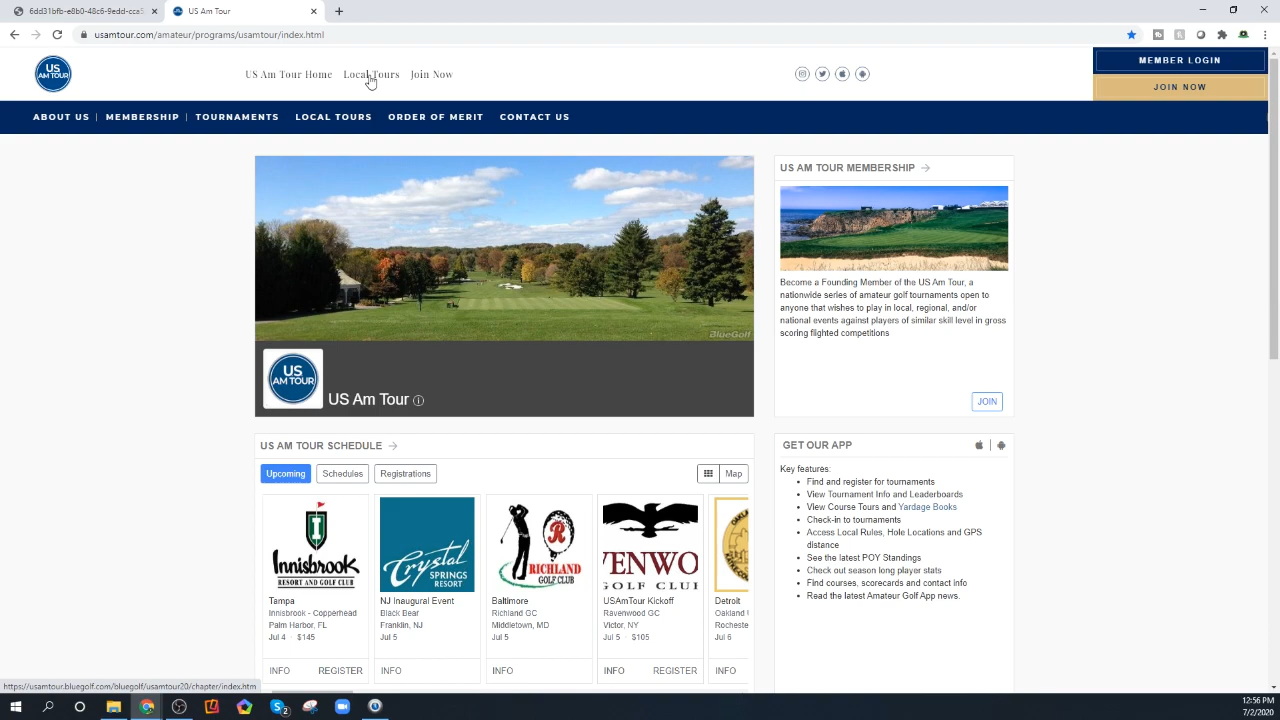 6dd31bfb-e8b0-48c6-9edd-cca3
US Am Tour
usamtour.com/amateur/programs/usamtour/index.html
US AM TOUR
US Am Tour Home
Local Tours
Join Now
MEMBER LOGIN
JOIN NOW
ABOUT US | MEMBERSHIP | TOURNAMENTS LOCAL TOURS ORDER OF MERIT CONTACT US
BlueGolf
US
AM TOUR
US Am Tour
US AM TOUR MEMBERSHIP
Become a Founding Member of the US Am Tour, a
nationwide series of amateur golf tournaments open to
anyone that wishes to play in local, regional, and/or
national events against players of similar skill level in gross
scoring flighted competitions
JOIN
US AM TOUR SCHEDULE
Upcoming
Schedules
Registrations
Map
Innisbrook
RESORT AND GOLF CLUB
Tampa
Innisbrook - Copperhead
Palm Harbor, FL
Jul 4 · $145
INFO
REGISTER
Crystal
SPRINGS
RESORT
NJ Inaugural Event
Black Bear
Franklin, NJ
Jul 5
INFO
R
RICHLAND
GOLF CLUB
Baltimore
Richland GC
Middletown, MD
Jul 5
INFO
VENWO
GOLF CLUI
USAmTour Kickoff
Ravenwood GC
Victor, NY
Jul 5 · $105
INFO
REGISTER
Detroit
Oakland U
Rocheste
Jul 6
INFO
GET OUR APP
Key features:
• Find and register for tournaments
• View Tournament Info and Leaderboards
• View Course Tours and Yardage Books
• Check-in to tournaments
• Access Local Rules, Hole Locations and GPS
distance
• See the latest POY Standings
• Check out season long player stats
• Find courses, scorecards and contact info
• Read the latest Amateur Golf App news.
https://usamtour.bluegolf.com/bluegolf/usamtour20/chapter/index.htm
12:56 PM
7/2/2020